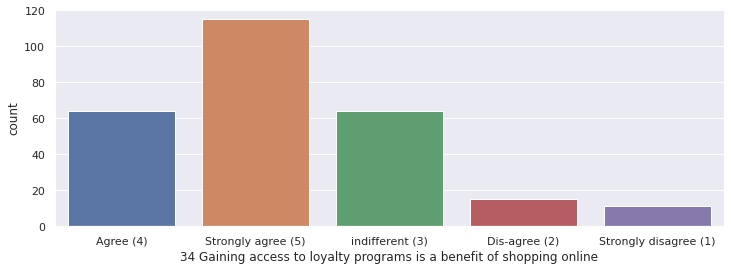 120
100
80
60
40
20
0
count
Agree (4) Strongly agree (5) indifferent (3) Dis-agree (2) Strongly disagree (1)
34 Gaining access to loyalty programs is a benefit of shopping online